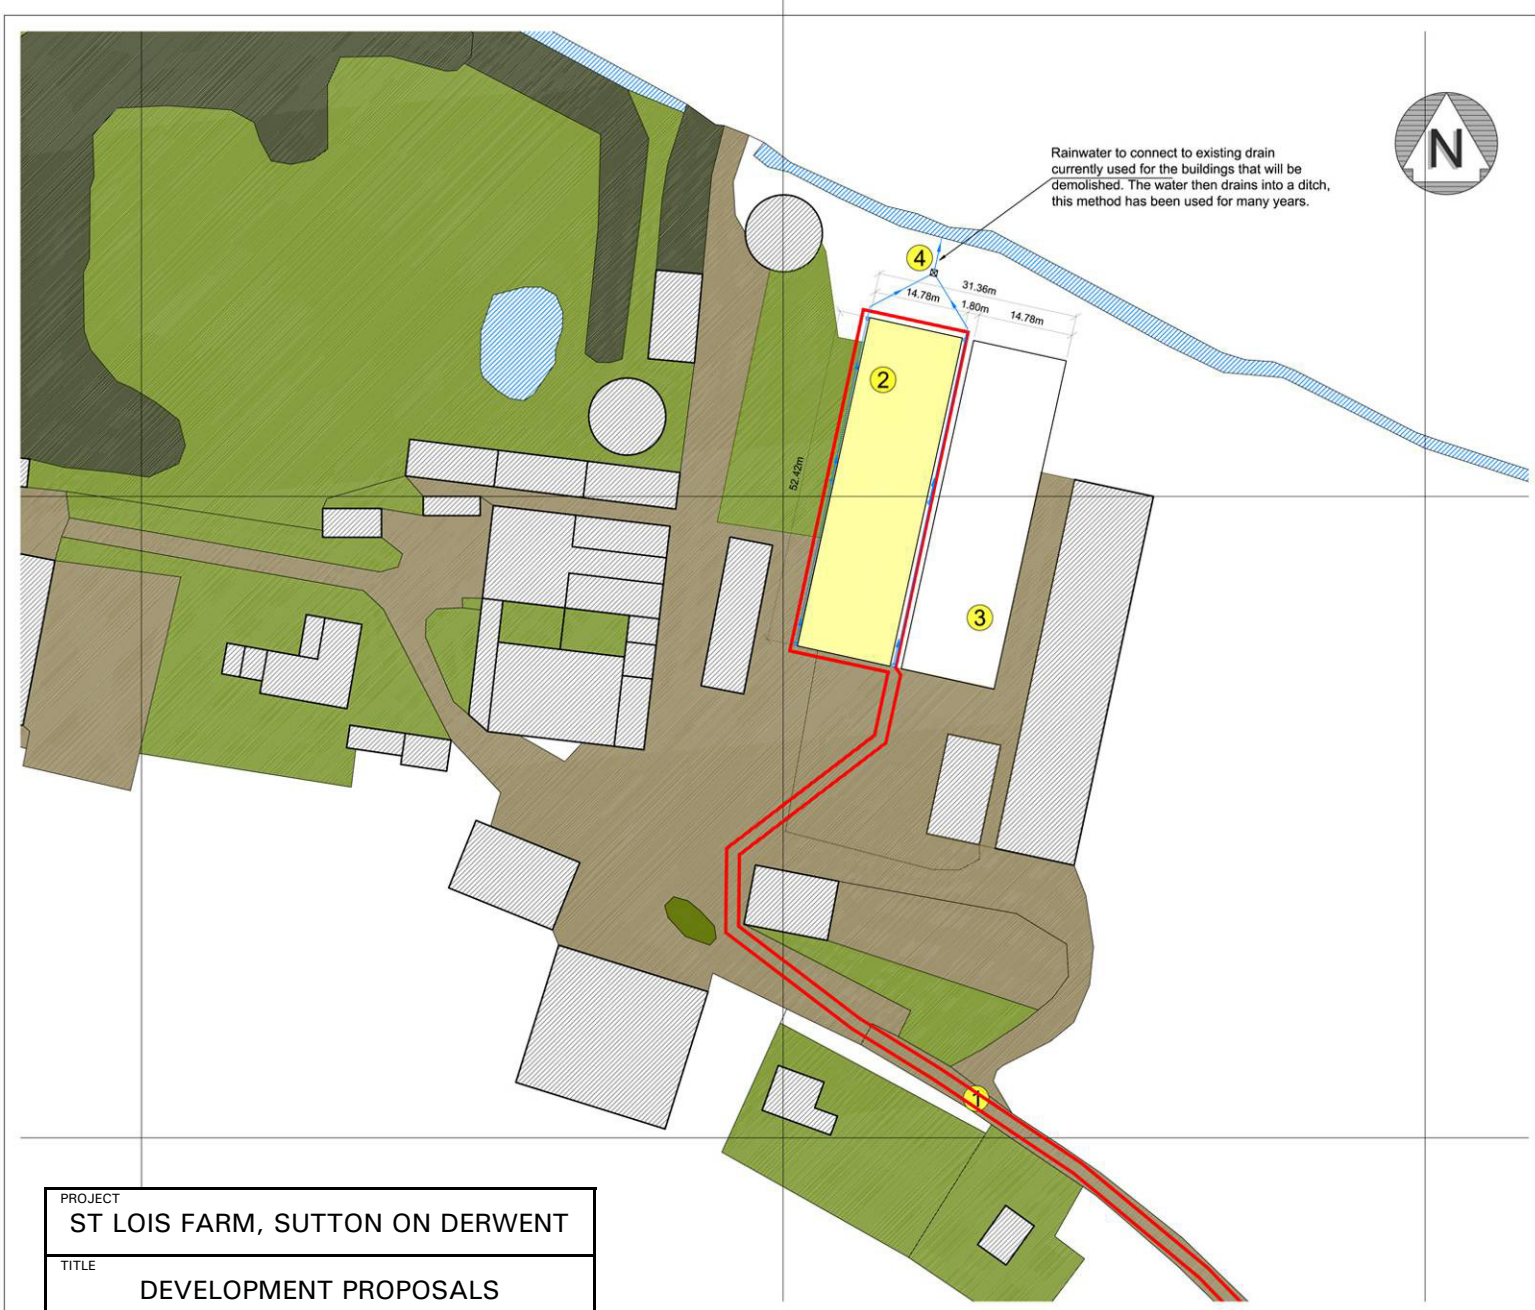 Rainwater to connect to existing drain
currently used for the buildings that will be
demolished. The water then drains into a ditch,
this method has been used for many years.
N
4
31.36m
14.78m
1.80m
14.78m
2
52.42m
3
1
PROJECT
ST LOIS FARM, SUTTON ON DERWENT
TITLE
DEVELOPMENT PROPOSALS